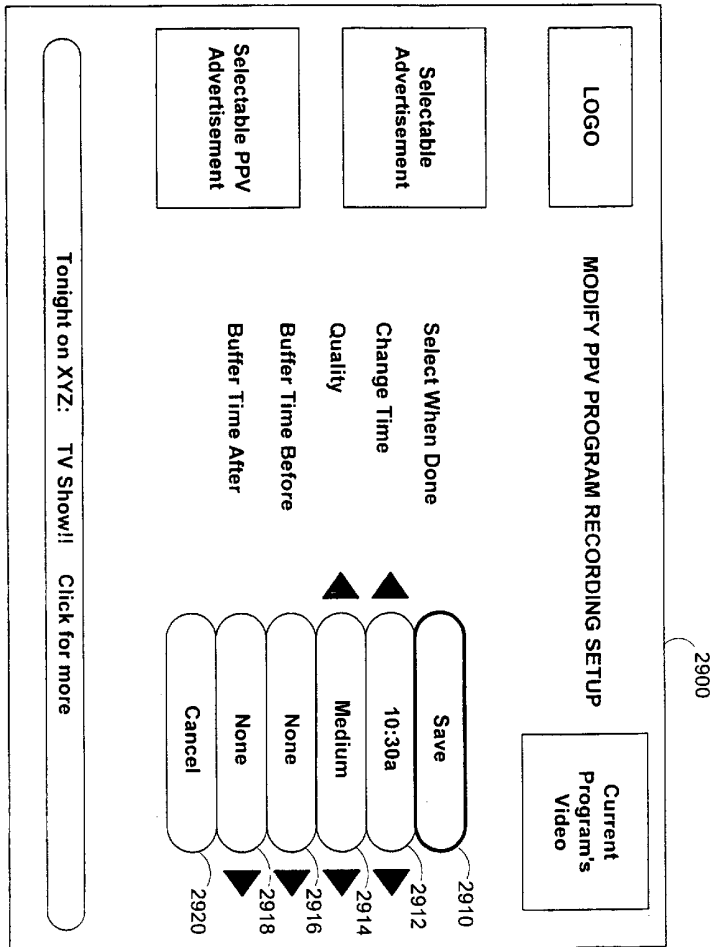 2900
LOGO
MODIFY PPV PROGRAM RECORDING SETUP
Current
Program's
Video
Selectable
Advertisement
Selectable PPV
Advertisement
Select When Done
Save
2910
Change Time
10:30a
2912
Quality
Medium
2914
Buffer Time Before
None
2916
Buffer Time After
None
2918
Cancel
2920
Tonight on XYZ: TV Show!! Click for more